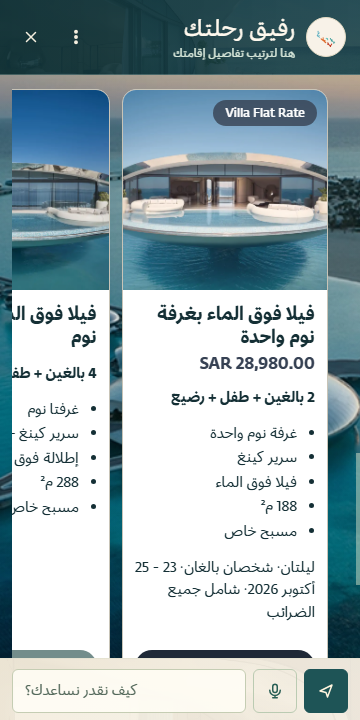 رفيق رحلتك
هنا لترتيب تفاصيل إقامتك
Villa Flat Rate
فيلا فوق الماء بغرفة
نوم واحدة
SAR 28,980.00
2 بالغين + طفل + رضيع
غرفة نوم واحدة
سرير كينغ
فيلا فوق الماء
188 م²
مسبح خاص
ليلتان· شخصان بالغان· 23 - 25
أكتوبر 2026· شامل جميع
الضرائب
فيلا فوق
نوم
4 بالغين +
غرفتا نوم
سرير كينغ
إطلالة فوق
288 م²
مسبح خاص
كيف نقدر نساعدك؟